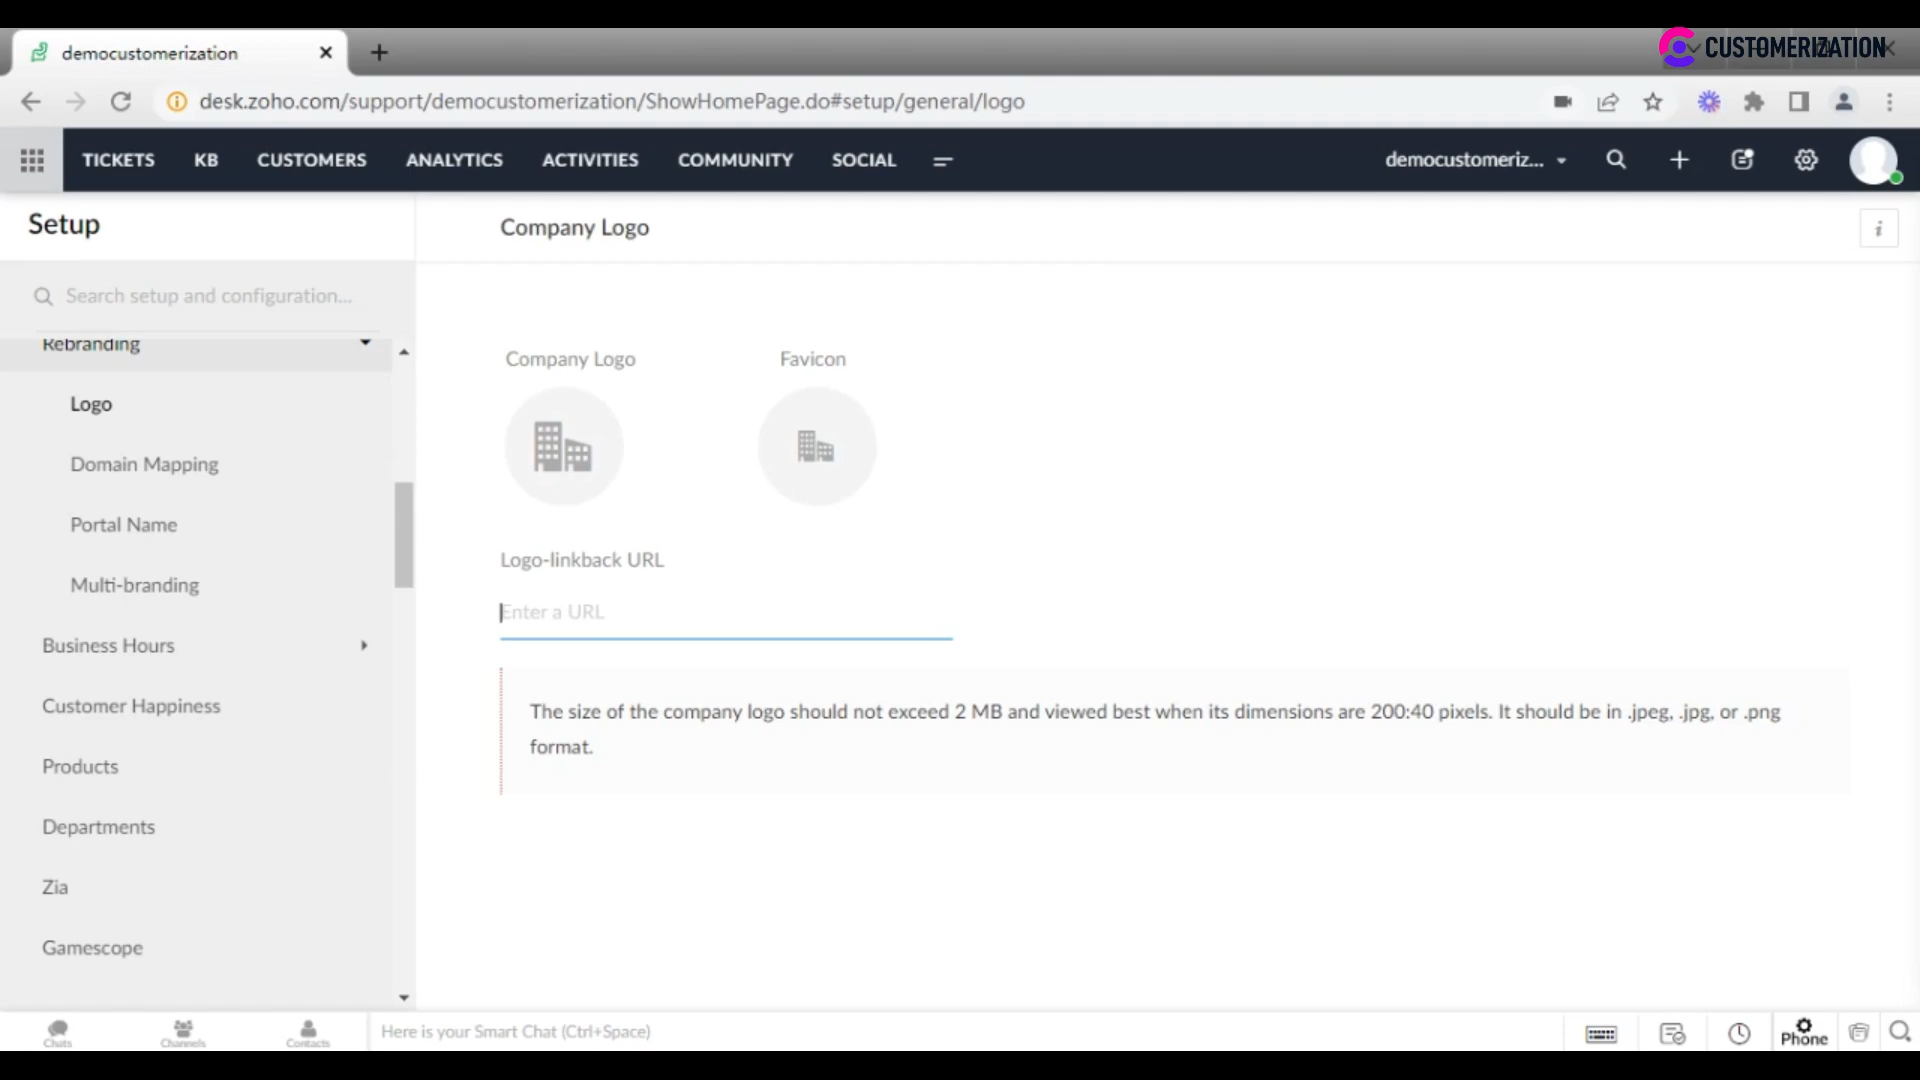 democustomerization
CUSTOMERIZATION
desk.zoho.com/support/democustomerization/ShowHomePage.do#setup/general/logo
TICKETS KB CUSTOMERS ANALYTICS ACTIVITIES COMMUNITY SOCIAL democustomeriz...
Setup
Company Logo
Search setup and configuration...
Rebranding
Logo
Domain Mapping
Portal Name
Multi-branding
Business Hours
Customer Happiness
Products
Departments
Zia
Gamescope
Company Logo Favicon
Logo-linkback URL
Enter a URL
The size of the company logo should not exceed 2 MB and viewed best when its dimensions are 200:40 pixels. It should be in .jpeg, .jpg, or .png
format.
Chats Channels Contacts Here is your Smart Chat (Ctrl+Space) Phone